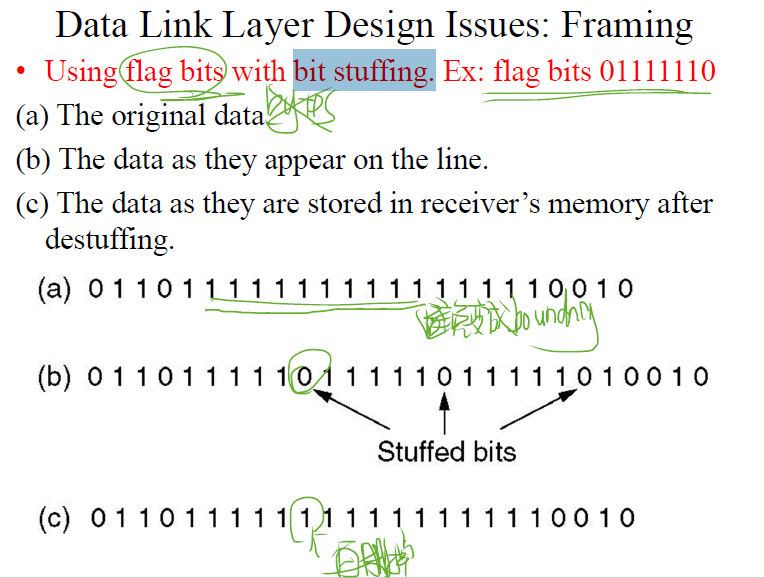 Data Link Layer Design Issues: Framing
• Using flag bits with bit stuffing. Ex: flag bits 01111110
(a) The original data.
bytes
(b) The data as they appear on the line.
(c) The data as they are stored in receiver’s memory after
destuffing.
(a) 0 1 1 0 1 1 1 1 1 1 1 1 1 1 1 1 1 1 1 1 0 0 1 0
boundry
(b) 0 1 1 0 1 1 1 1 1 0 1 1 1 1 1 0 1 1 1 1 1 0 1 0 0 1 0
Stuffed bits
(c) 0 1 1 0 1 1 1 1 1 1 1 1 1 1 1 1 1 1 1 1 0 0 1 0